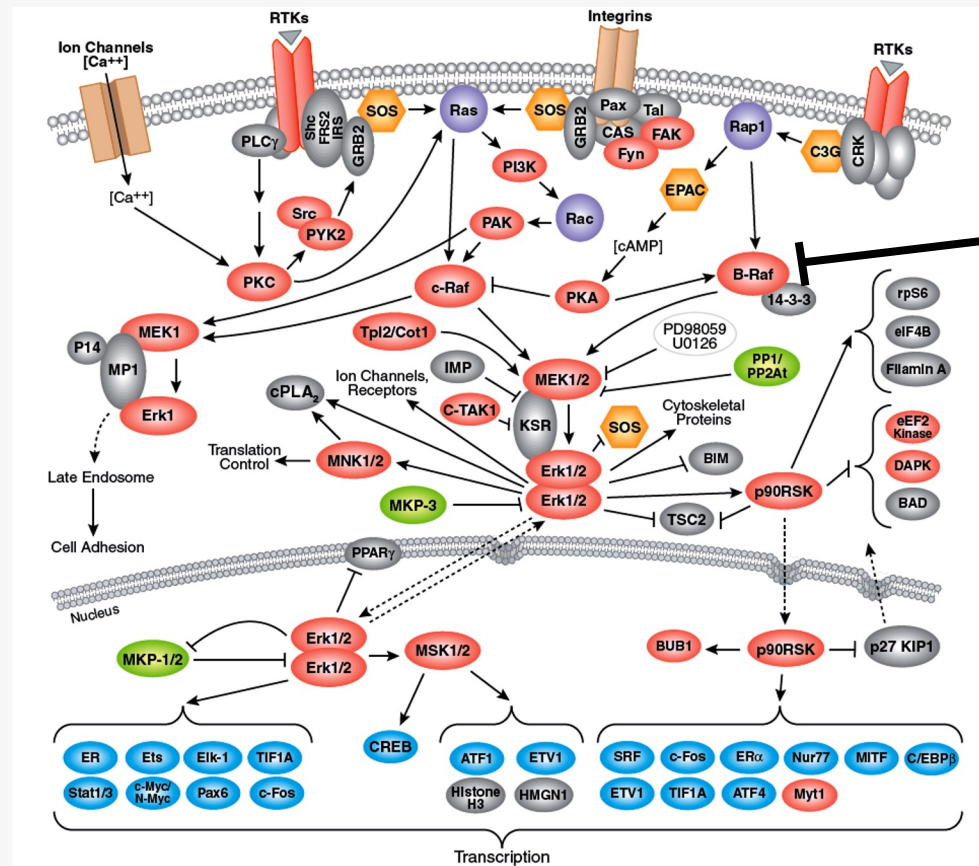 RTKs
Integrins
Ion Channels
[Ca++]
RTKs
SOS
Ras
SOS
Pax
Tal
GRB2
CAS
FAK
Fyn
Rap1
C3G
CRK
PLCγ
Shc
FRS2
IRS
GRB2
PI3K
EPAC
[Ca++]
Src
PYK2
PAK
Rac
[cAMP]
PKC
c-Raf
PKA
B-Raf
14-3-3
rpS6
eIF4B
Filamin A
MEK1
P14
MP1
Erk1
Tpl2/Cot1
PD98059
U0126
IMP
MEK1/2
PP1/
PP2At
Ion Channels,
Receptors
cPLA2
C-TAK1
KSR
SOS
Cytoskeletal
Proteins
eEF2
Kinase
DAPK
BAD
Translation
Control
MNK1/2
Erk1/2
Erk1/2
BIM
p90RSK
Late Endosome
MKP-3
TSC2
Cell Adhesion
PPARγ
Nucleus
Erk1/2
Erk1/2
MKP-1/2
MSK1/2
BUB1
p90RSK
p27 KIP1
CREB
ER
Ets
Elk-1
TIF1A
Stat1/3
c-Myc/
N-Myc
Pax6
c-Fos
ATF1
ETV1
Histone
H3
HMGN1
SRF
c-Fos
ERα
Nur77
MITF
C/EBPβ
ETV1
TIF1A
ATF4
Myt1
Transcription